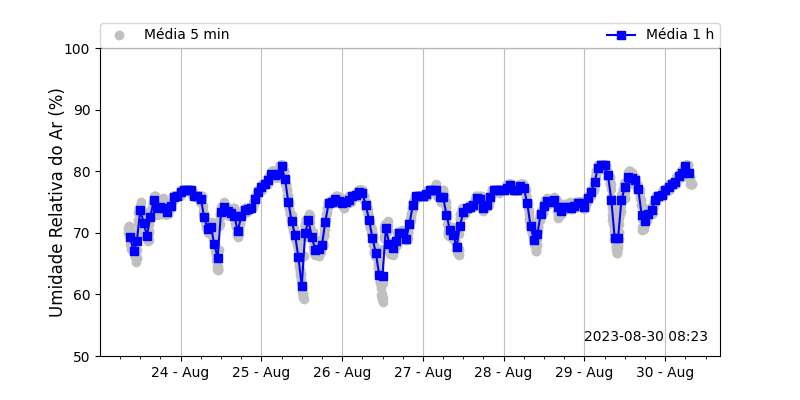 Média 5 min
Média 1 h
100
90
80
70
60
50
Umidade Relativa do Ar (%)
2023-08-30 08:23
24 - Aug
25 - Aug
26 - Aug
27 - Aug
28 - Aug
29 - Aug
30 - Aug